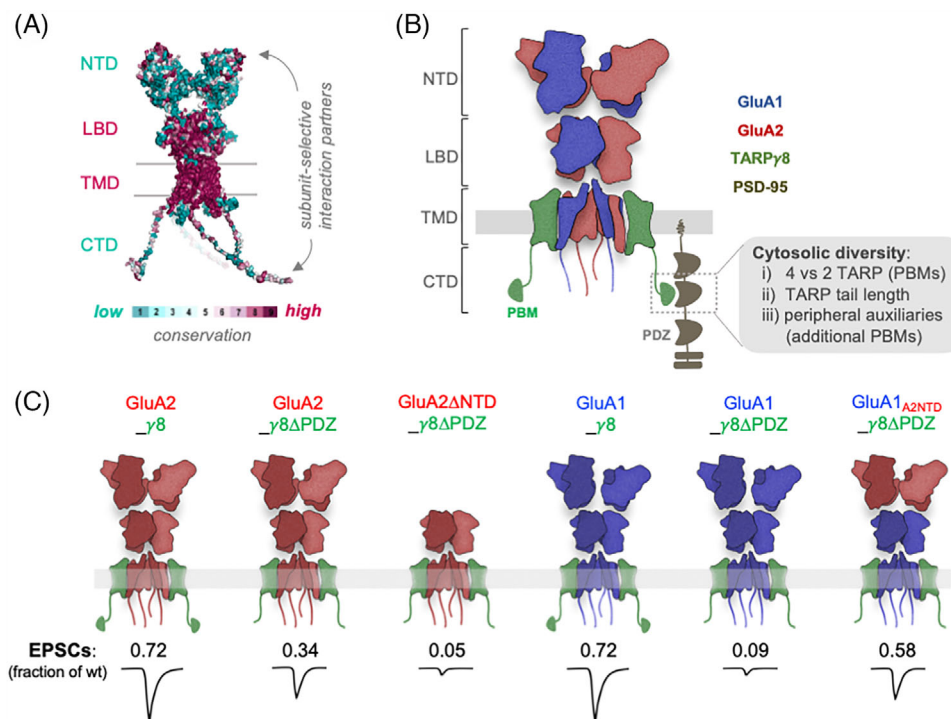 (A)
NTD
LBD
TMD
CTD
subunit-selective
interaction partners
low 1 2 3 4 5 6 7 8 9 high
conservation
(B)
NTD
LBD
TMD
CTD
GluA1
GluA2
TARPγ8
PSD-95
PBM
PDZ
Cytosolic diversity:
i) 4 vs 2 TARP (PBMs)
ii) TARP tail length
iii) peripheral auxiliaries
(additional PBMs)
(C)
GluA2 GluA2 GluA2ΔNTD GluA1 GluA1 GluA1A2NTD
_γ8 _γ8ΔPDZ _γ8ΔPDZ _γ8 _γ8ΔPDZ _γ8ΔPDZ
EPSCs: 0.72 0.34 0.05 0.72 0.09 0.58
(fraction of wt)